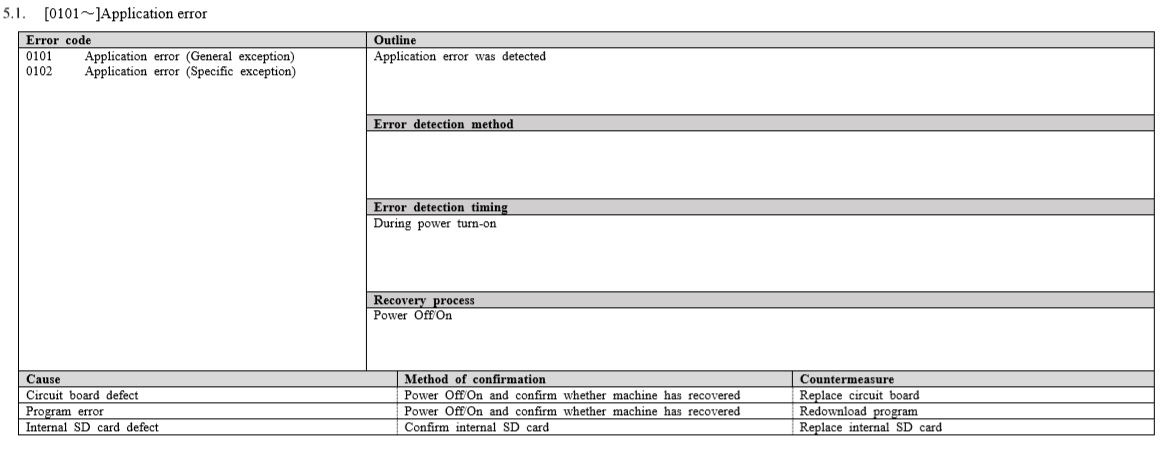 5.1. [0101～]Application error
Error code
0101 Application error (General exception)
0102 Application error (Specific exception)
Outline
Application error was detected
Error detection method
Error detection timing
During power turn-on
Recovery process
Power Off/On
Cause Method of confirmation Countermeasure
Circuit board defect Power Off/On and confirm whether machine has recovered Replace circuit board
Program error Power Off/On and confirm whether machine has recovered Redownload program
Internal SD card defect Confirm internal SD card Replace internal SD card